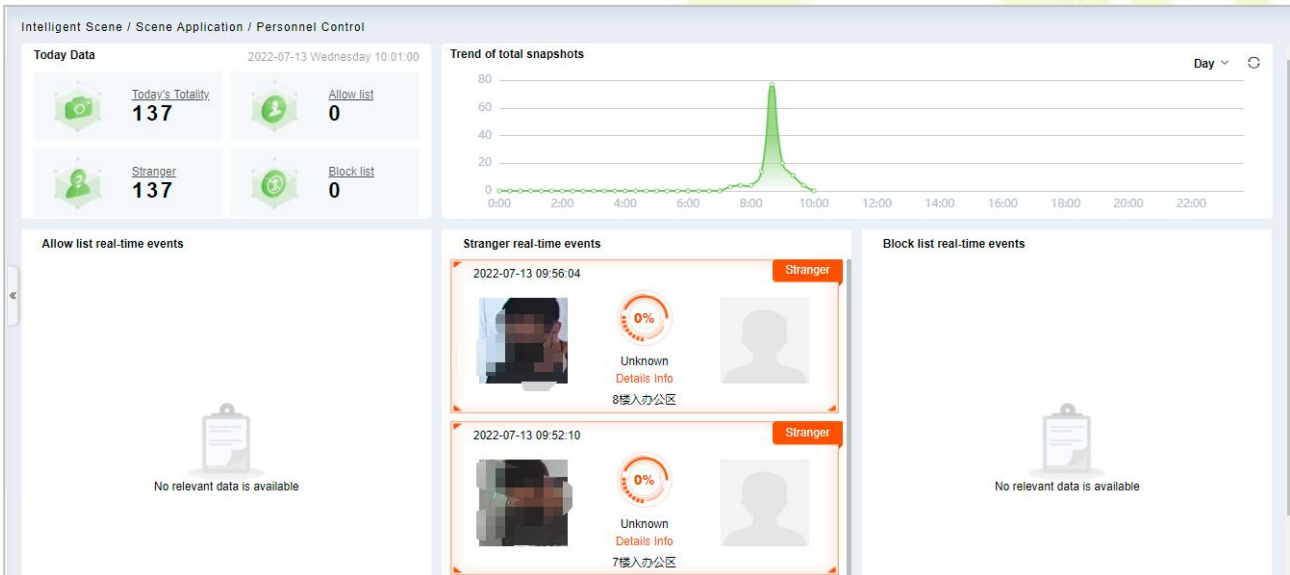 Intelligent Scene / Scene Application / Personnel Control
Today Data
2022-07-13 Wednesday 10:01:00
Today's Totality
137
Allow list
0
Stranger
137
Block list
0
Trend of total snapshots
Day
80
60
40
20
0
0:00 2:00 4:00 6:00 8:00 10:00 12:00 14:00 16:00 18:00 20:00 22:00
Allow list real-time events
No relevant data is available
Stranger real-time events
2022-07-13 09:56:04
Stranger
0%
Unknown
Details Info
8楼入办公区
2022-07-13 09:52:10
Stranger
0%
Unknown
Details Info
7楼入办公区
Block list real-time events
No relevant data is available